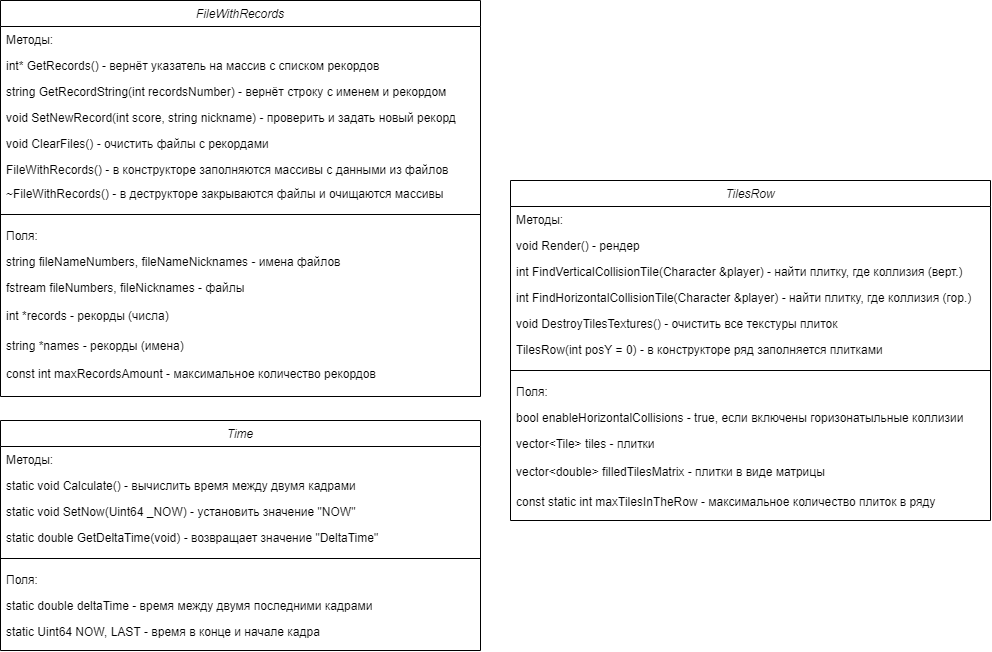 FileWithRecords
Методы:
int* GetRecords() - вернёт указатель на массив с списком рекордов
string GetRecordString(int recordsNumber) - вернёт строку с именем и рекордом
void SetNewRecord(int score, string nickname) - проверить и задать новый рекорд
void ClearFiles() - очистить файлы с рекордами
FileWithRecords() - в конструкторе заполняются массивы с данными из файлов
~FileWithRecords() - в деструкторе закрываются файлы и очищаются массивы
Поля:
string fileNameNumbers, fileNameNicknames - имена файлов
fstream fileNumbers, fileNicknames - файлы
int *records - рекорды (числа)
string *names - рекорды (имена)
const int maxRecordsAmount - максимальное количество рекордов
Time
Методы:
static void Calculate() - вычислить время между двумя кадрами
static void SetNow(Uint64 _NOW) - установить значение "NOW"
static double GetDeltaTime(void) - возвращает значение "DeltaTime"
Поля:
static double deltaTime - время между двумя последними кадрами
static Uint64 NOW, LAST - время в конце и начале кадра
TilesRow
Методы:
void Render() - рендер
int FindVerticalCollisionTile(Character &player) - найти плитку, где коллизия (верт.)
int FindHorizontalCollisionTile(Character &player) - найти плитку, где коллизия (гор.)
void DestroyTilesTextures() - очистить все текстуры плиток
TilesRow(int posY = 0) - в конструкторе ряд заполняется плитками
Поля:
bool enableHorizontalCollisions - true, если включены горизонатыльные коллизии
vector<Tile> tiles - плитки
vector<double> filledTilesMatrix - плитки в виде матрицы
const static int maxTilesInTheRow - максимальное количество плиток в ряду